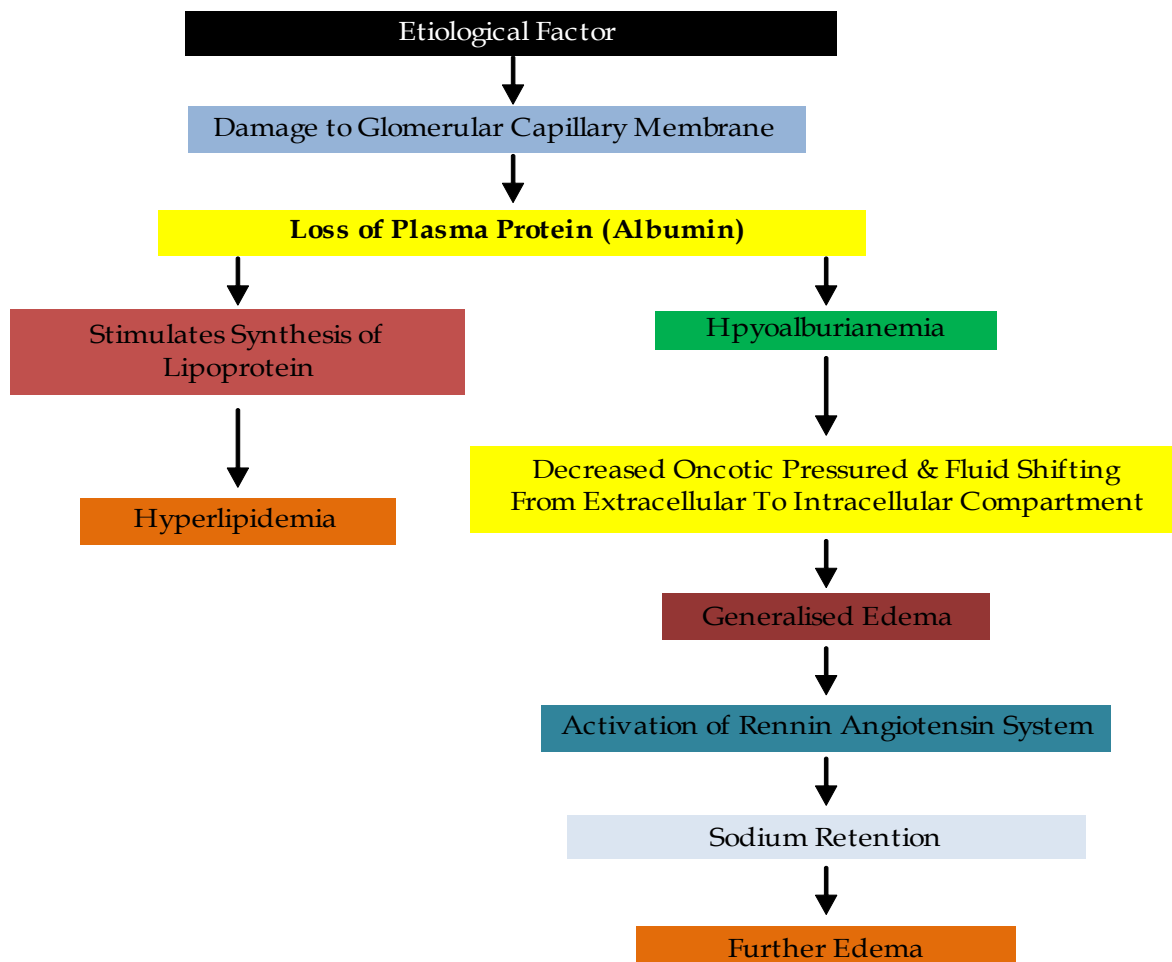 Etiological Factor
Damage to Glomerular Capillary Membrane
Loss of Plasma Protein (Albumin)
Stimulates Synthesis of
Lipoprotein
Hyperlipidemia
Hpyoalburianemia
Decreased Oncotic Pressured & Fluid Shifting
From Extracellular To Intracellular Compartment
Generalised Edema
Activation of Rennin Angiotensin System
Sodium Retention
Further Edema